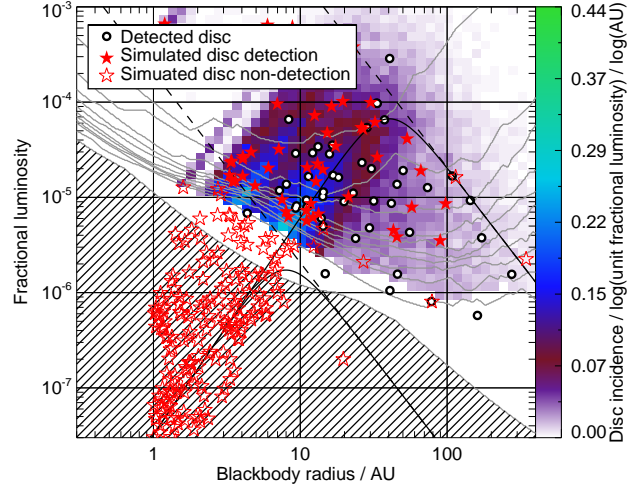 10⁻³
10⁻⁴
10⁻⁵
10⁻⁶
10⁻⁷
Fractional luminosity
Detected disc
Simulated disc detection
Simuated disc non-detection
1
10
100
Blackbody radius / AU
0.44
0.37
0.29
0.22
0.15
0.07
0.00
Disc incidence / log(unit fractional luminosity) / log(AU)